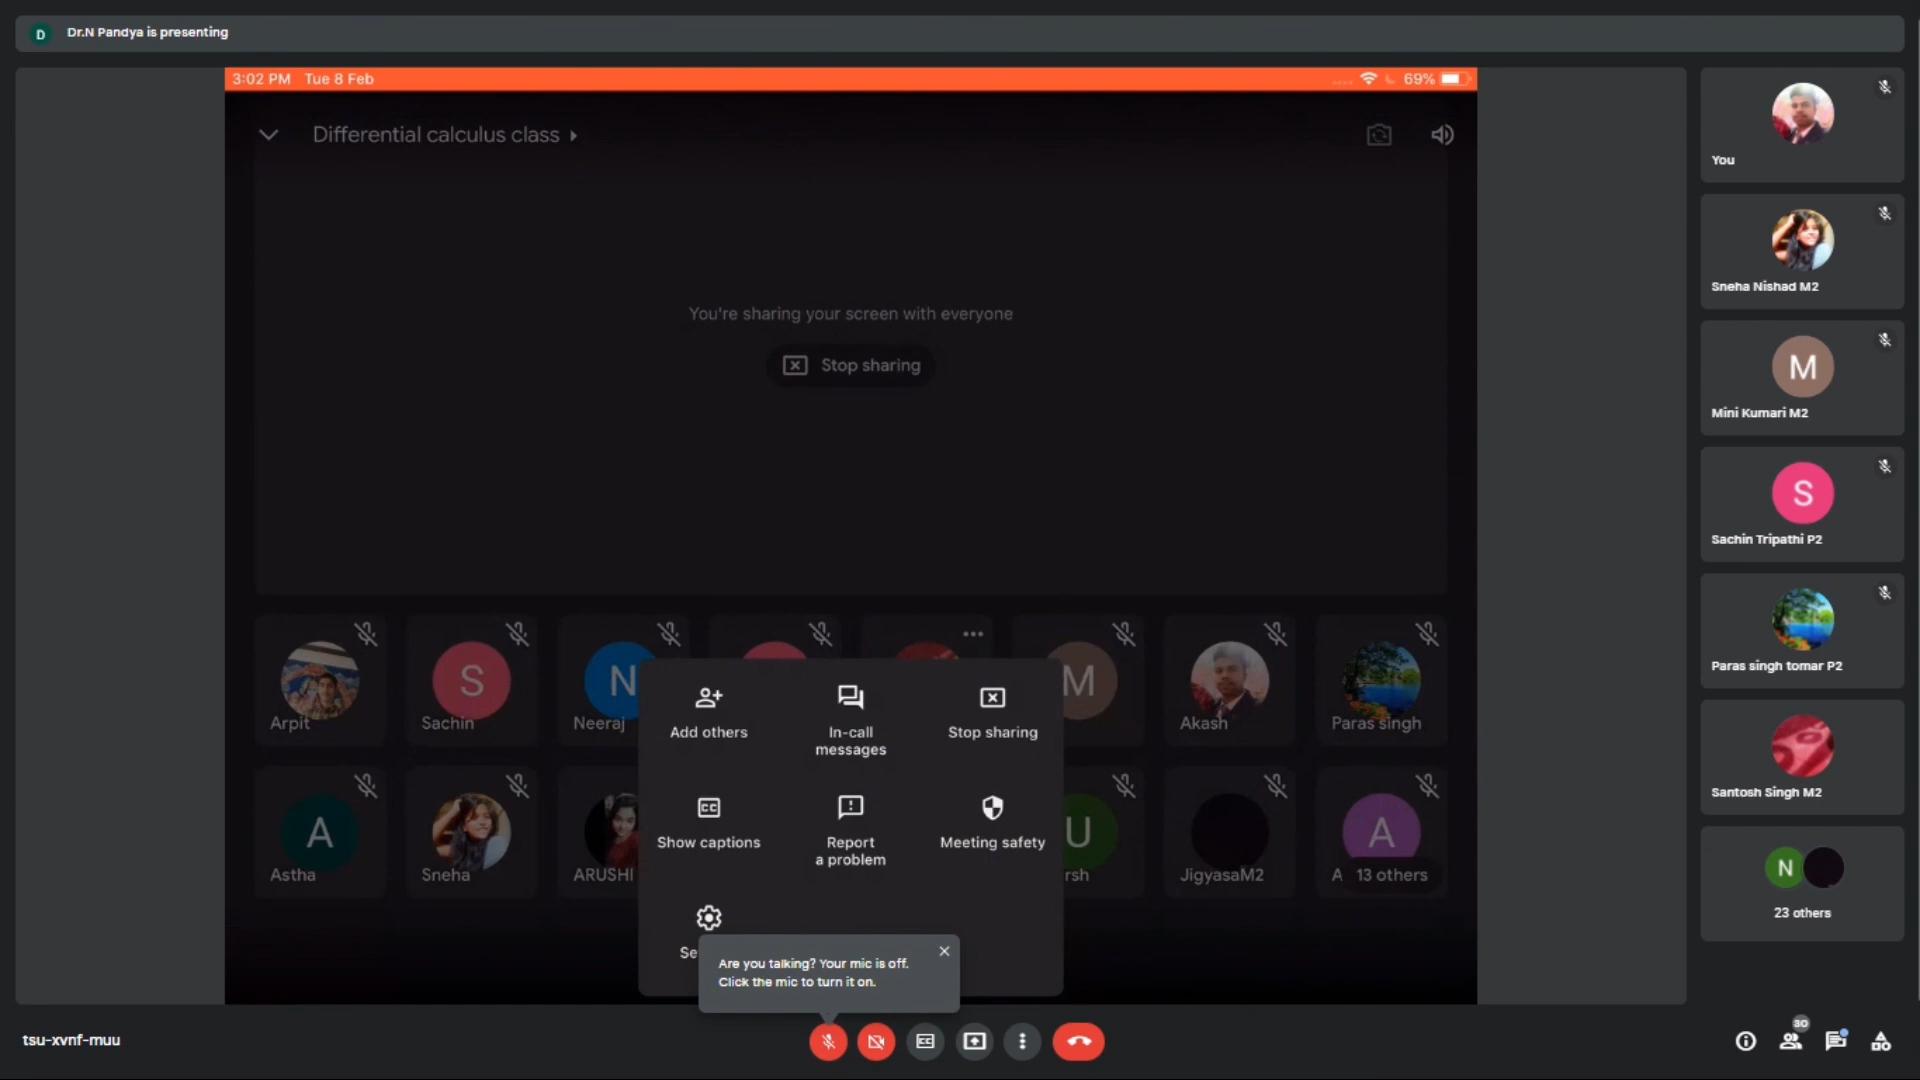 D Dr.N Pandya is presenting
3:02 PM Tue 8 Feb 69%
Differential calculus class
You're sharing your screen with everyone
Stop sharing
Arpit
S Sachin
N Neeraj
M
Akash
Paras singh
A Astha
Sneha
ARUSHI
U rsh
JigyasaM2
A A 13 others
Add others
In-call
messages
Stop sharing
CC Show captions
Report
a problem
Meeting safety
Se
Are you talking? Your mic is off.
Click the mic to turn it on.
You
Sneha Nishad M2
M
Mini Kumari M2
S
Sachin Tripathi P2
Paras singh tomar P2
Santosh Singh M2
N
23 others
tsu-xvnf-muu
30